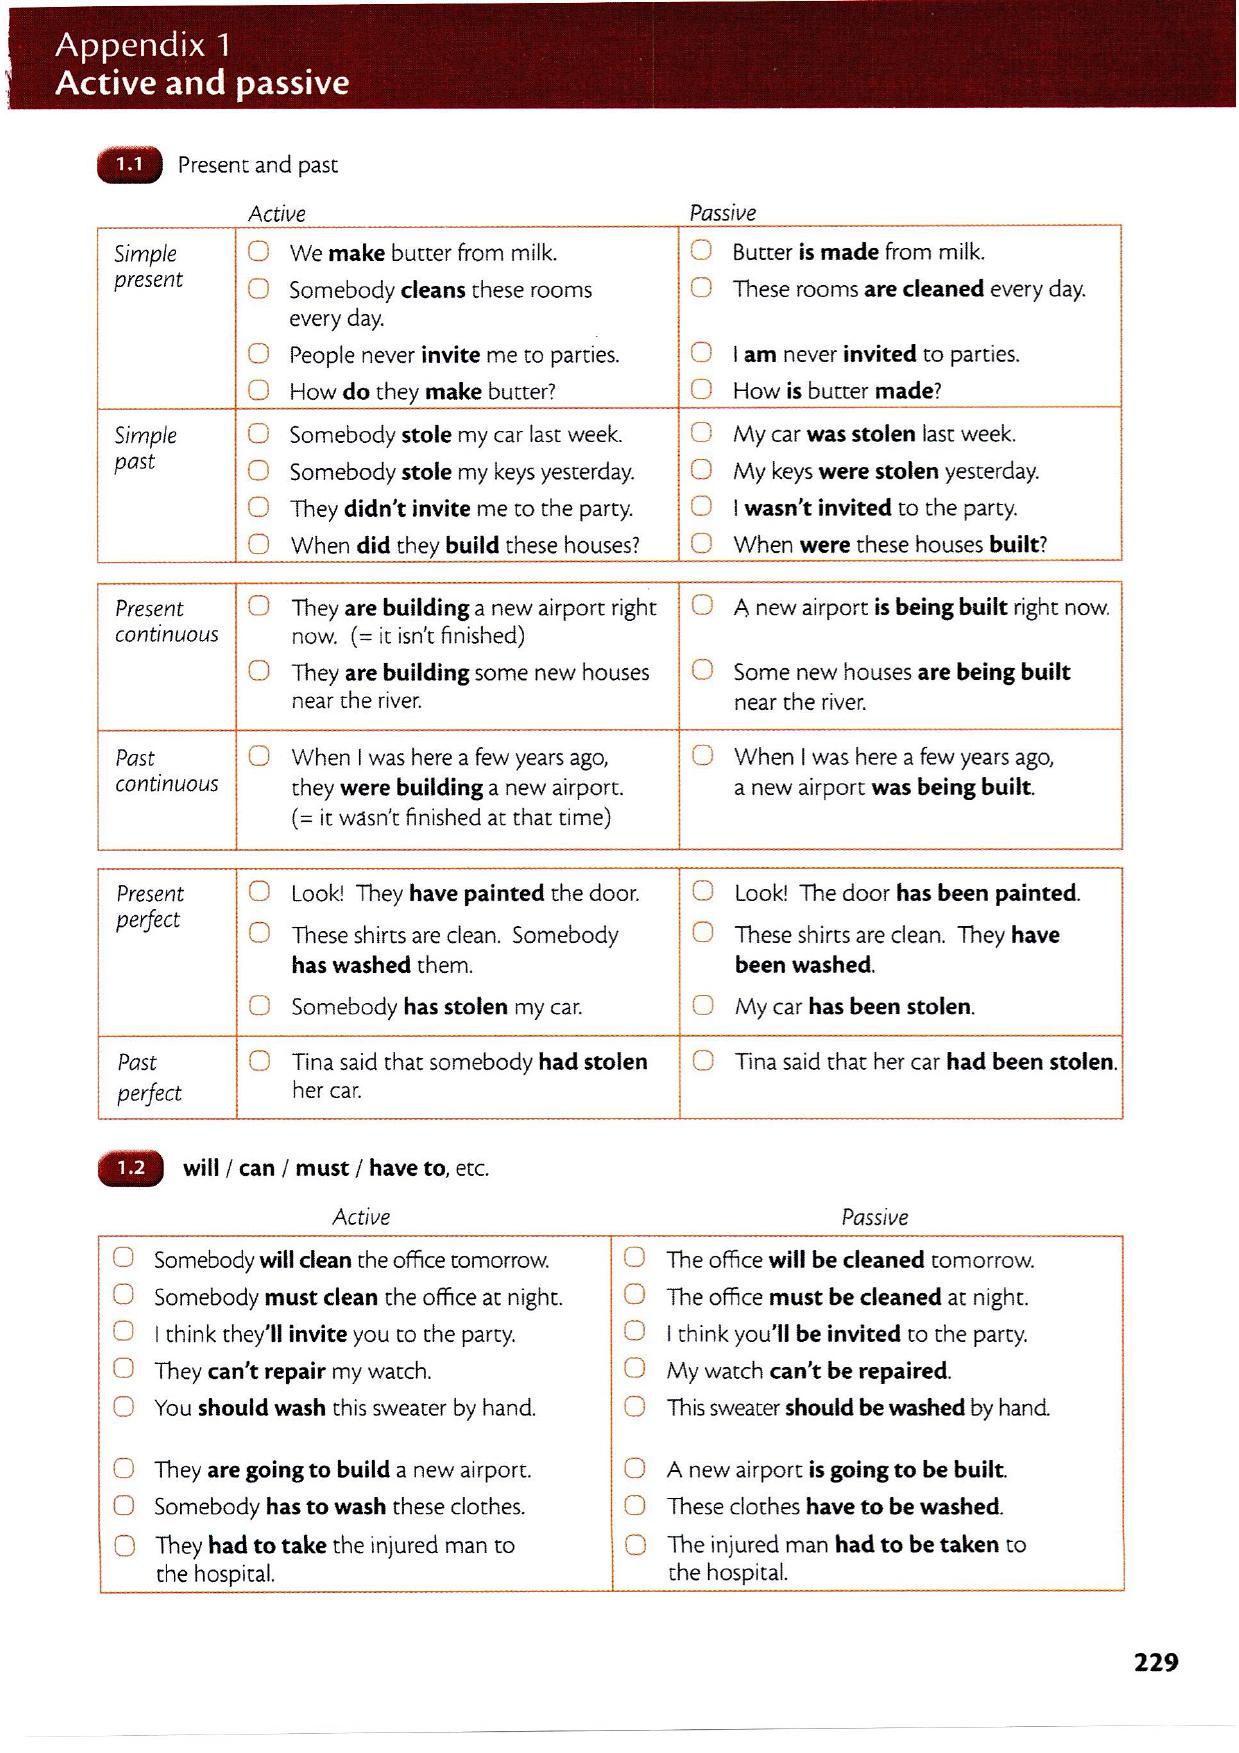 Appendix 1
Active and passive
1.1 Present and past
Active
Passive
Simple
present
We make butter from milk.
Somebody cleans these rooms
every day.
People never invite me to parties.
How do they make butter?
Butter is made from milk.
These rooms are cleaned every day.
I am never invited to parties.
How is butter made?
Simple
past
Somebody stole my car last week.
Somebody stole my keys yesterday.
They didn't invite me to the party.
When did they build these houses?
My car was stolen last week.
My keys were stolen yesterday.
I wasn't invited to the party.
When were these houses built?
Present
continuous
They are building a new airport right
now. (= it isn't finished)
They are building some new houses
near the river.
A new airport is being built right now.
Some new houses are being built
near the river.
Past
continuous
When I was here a few years ago,
they were building a new airport.
(= it wasn't finished at that time)
When I was here a few years ago,
a new airport was being built.
Present
perfect
Look! They have painted the door.
These shirts are clean. Somebody
has washed them.
Somebody has stolen my car.
Look! The door has been painted.
These shirts are clean. They have
been washed.
My car has been stolen.
Past
perfect
Tina said that somebody had stolen
her car.
Tina said that her car had been stolen.
1.2 will / can / must / have to, etc.
Active
Passive
Somebody will clean the office tomorrow.
Somebody must clean the office at night.
I think they'll invite you to the party.
They can't repair my watch.
You should wash this sweater by hand.
They are going to build a new airport.
Somebody has to wash these clothes.
They had to take the injured man to
the hospital.
The office will be cleaned tomorrow.
The office must be cleaned at night.
I think you'll be invited to the party.
My watch can't be repaired.
This sweater should be washed by hand.
A new airport is going to be built.
These clothes have to be washed.
The injured man had to be taken to
the hospital.
229